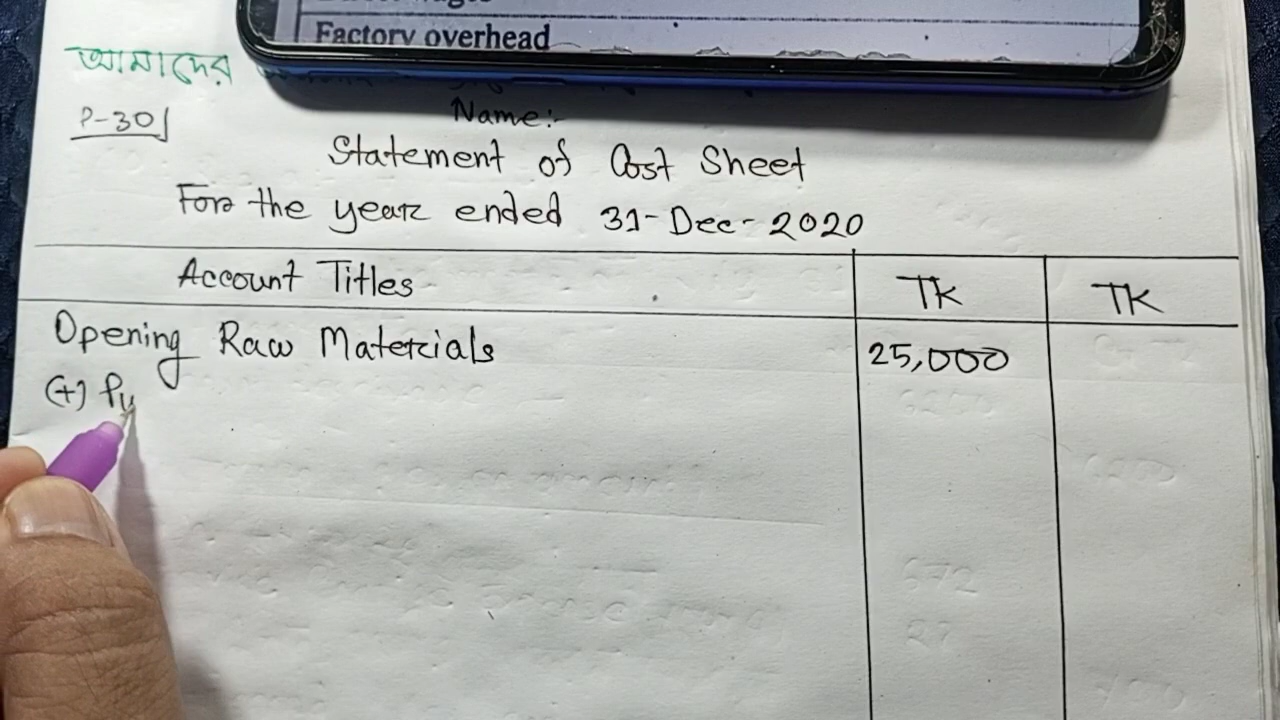 Factory overhead
আমাদের
P-30
Name:-
Statement of Cost Sheet
For the year ended 31-Dec-2020
Account Titles TK TK
Opening Raw Materials 25,000
(+) Pu